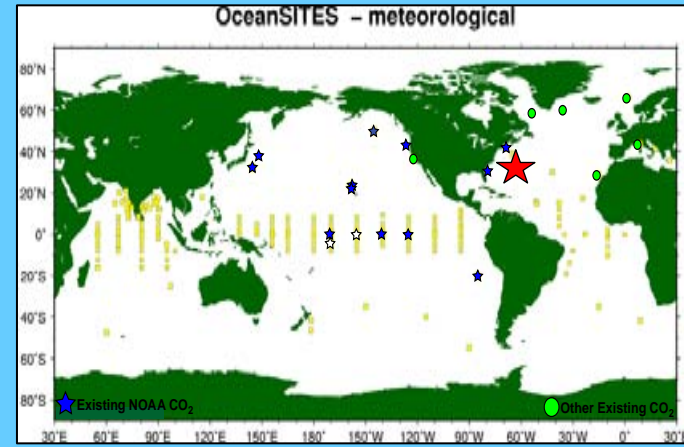 OceanSITES – meteorological
80°N
60°N
40°N
20°N
0°
20°S
40°S
60°S
80°S
Existing NOAA CO₂
Other Existing CO₂
30°E 60°E 90°E 120°E 150°E 180° 150°W 120°W 90°W 60°W 30°W 0° 30°E